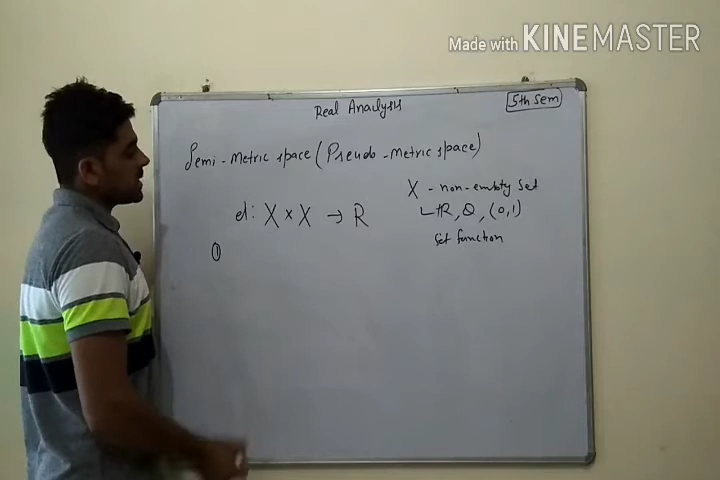 Made with KINEMASTER
Real Analysis
5th Sem
Semi-Metric space (Pseudo-Metric space)
X - non-empty set
d: X × X → R
R, Q, (0,1)
Set function
①